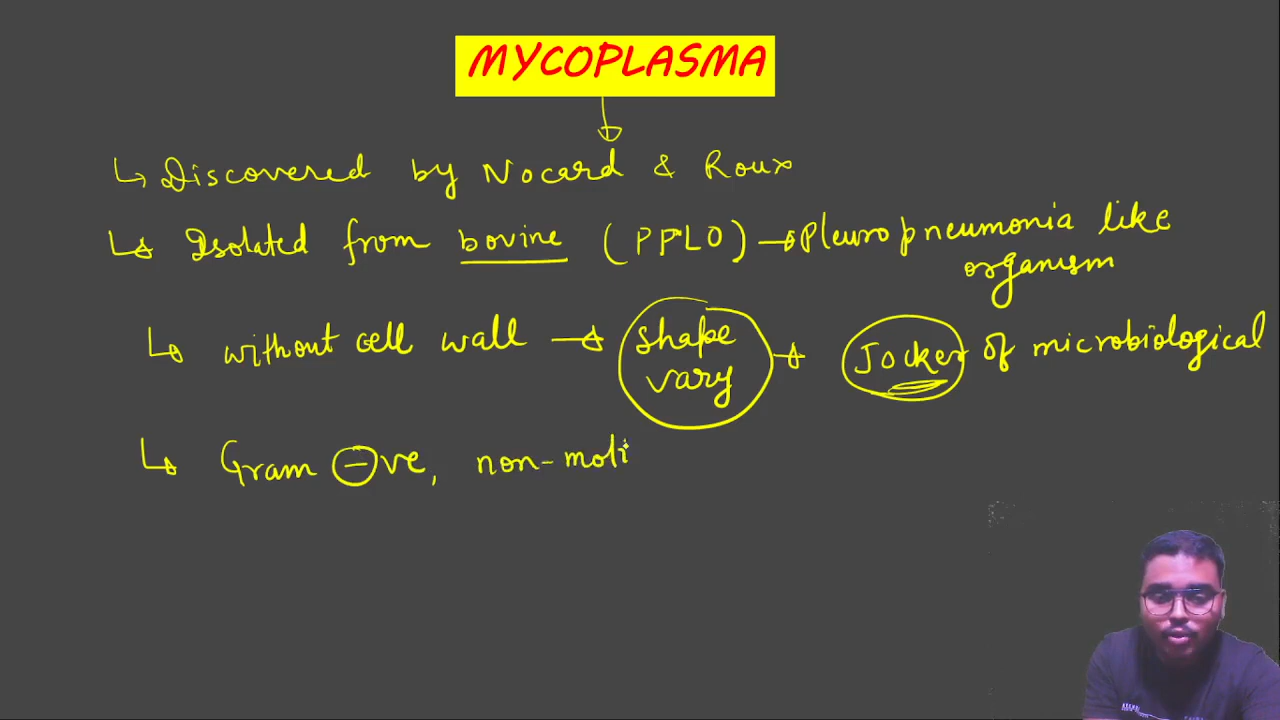 MYCOPLASMA
↳ Discovered by Nocard & Roux
↳ Isolated from bovine (PPLO) → Pleuropneumonia like
organism
↳ without cell wall → shape vary → Jocker of microbiological
↳ Gram ⊖ve, non-moti